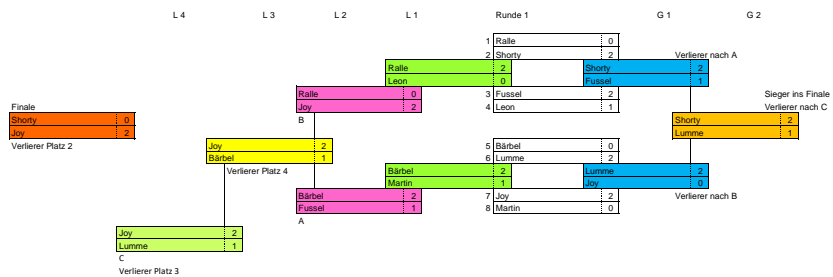 L 4 L 3 L 2 L 1 Runde 1 G 1 G 2
1 Ralle 0
2 Shorty 2 Verlierer nach A
Ralle 2 Shorty 2
Leon 0 Fussel 1
Ralle 0 3 Fussel 2 Sieger ins Finale
Finale Joy 2 4 Leon 1 Verlierer nach C
Shorty 0 B Shorty 2
Joy 2 Lumme 1
Verlierer Platz 2
Joy 2 5 Bärbel 0
Bärbel 1 6 Lumme 2
Verlierer Platz 4 Bärbel 2 Lumme 2
Martin 1 Joy 0
Bärbel 2 7 Joy 2 Verlierer nach B
Fussel 1 8 Martin 0
A
Joy 2
Lumme 1
C
Verlierer Platz 3